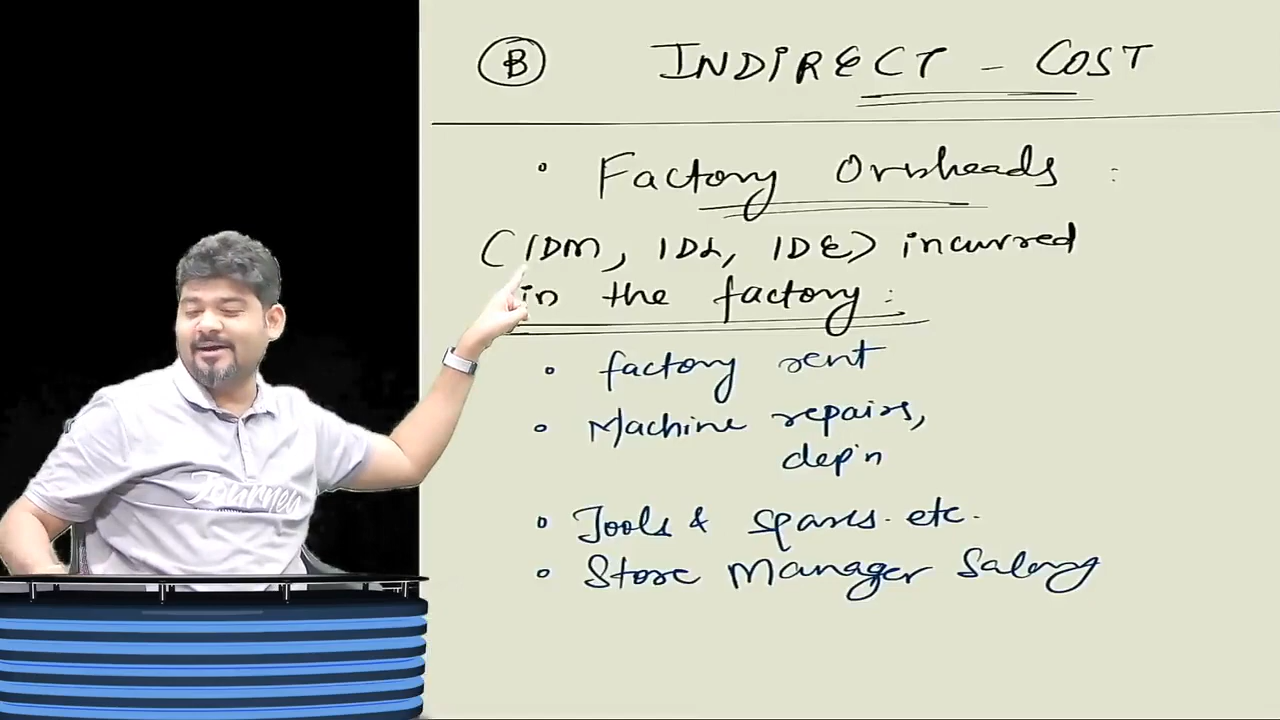 B INDIRECT - COST
• Factory Overheads :
(IDM, IDL, IDE) incurred
in the factory :
• factory rent
• Machine repairs,
dep'n
• Tools & spares. etc.
• Store Manager Salary
Journey